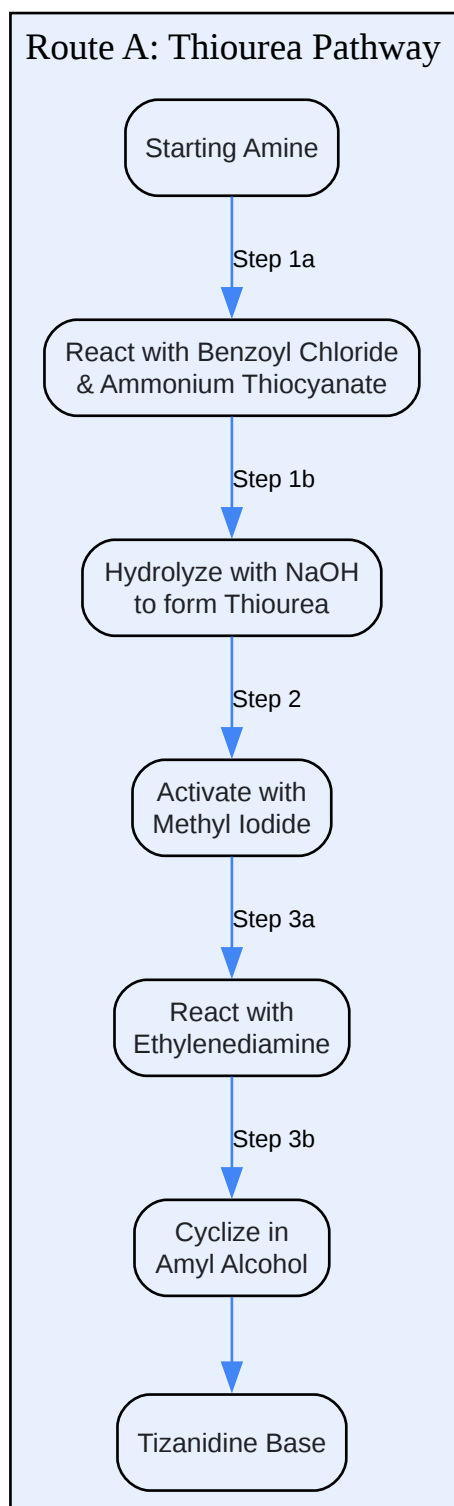 Route A: Thiourea Pathway
Starting Amine
Step 1a
React with Benzoyl Chloride
& Ammonium Thiocyanate
Step 1b
Hydrolyze with NaOH
to form Thiourea
Step 2
Activate with
Methyl Iodide
Step 3a
React with
Ethylenediamine
Step 3b
Cyclize in
Amyl Alcohol
Tizanidine Base